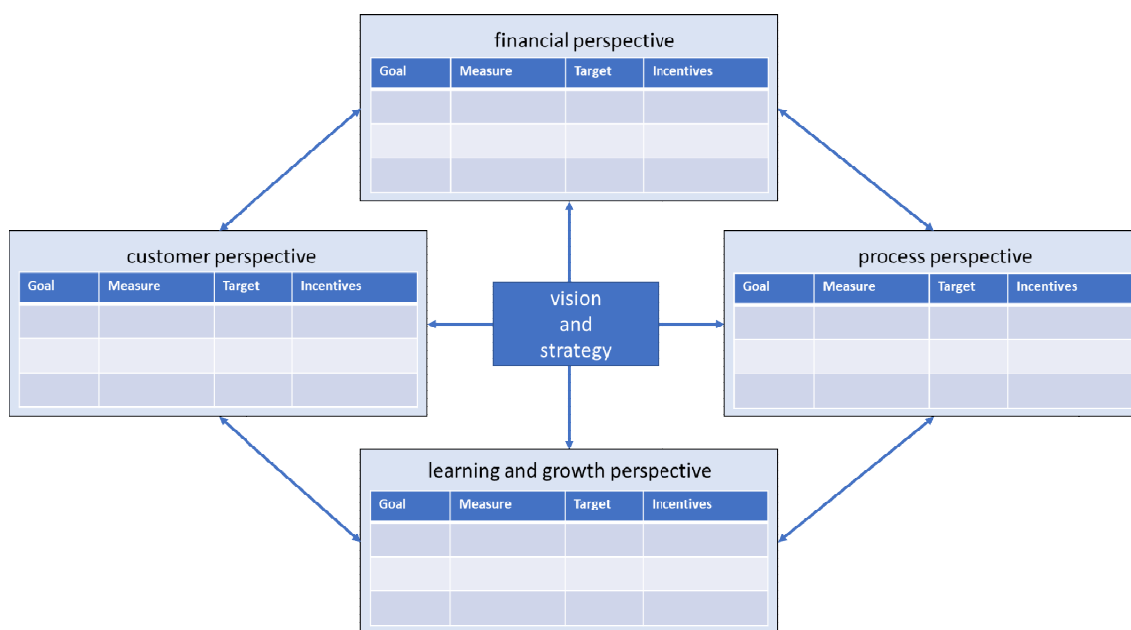 financial perspective
Goal Measure Target Incentives
customer perspective
Goal Measure Target Incentives
vision
and
strategy
process perspective
Goal Measure Target Incentives
learning and growth perspective
Goal Measure Target Incentives